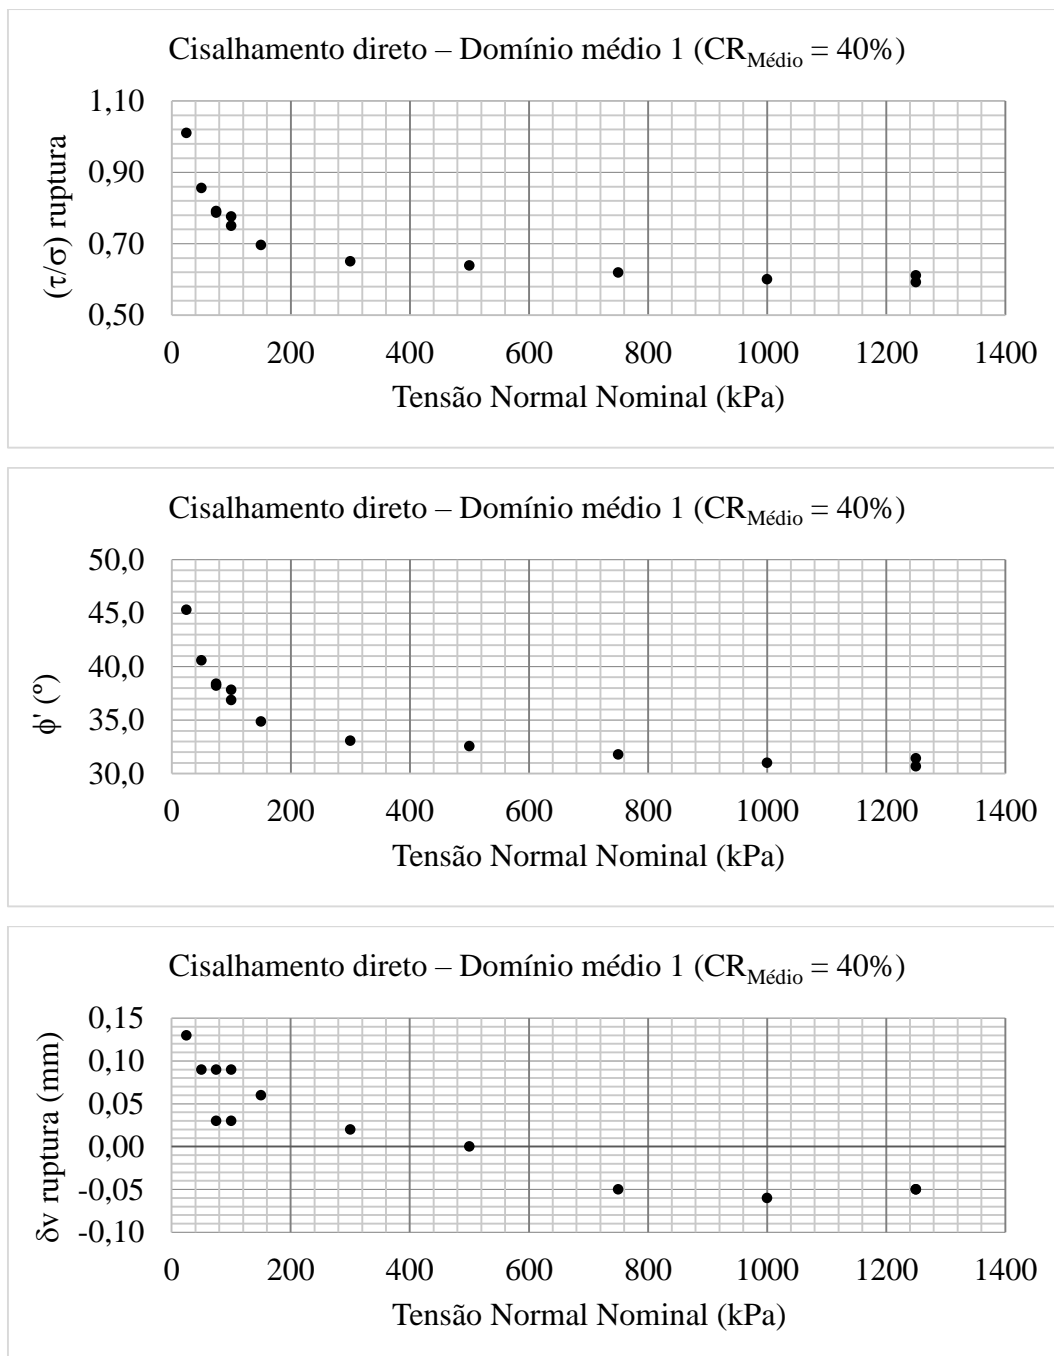 Cisalhamento direto – Domínio médio 1 (CRMédio = 40%)
1,10
0,90
0,70
0,50
(τ/σ) ruptura
0 200 400 600 800 1000 1200 1400
Tensão Normal Nominal (kPa)
Cisalhamento direto – Domínio médio 1 (CRMédio = 40%)
50,0
45,0
40,0
35,0
30,0
ϕ' (º)
0 200 400 600 800 1000 1200 1400
Tensão Normal Nominal (kPa)
Cisalhamento direto – Domínio médio 1 (CRMédio = 40%)
0,15
0,10
0,05
0,00
-0,05
-0,10
δv ruptura (mm)
0 200 400 600 800 1000 1200 1400
Tensão Normal Nominal (kPa)